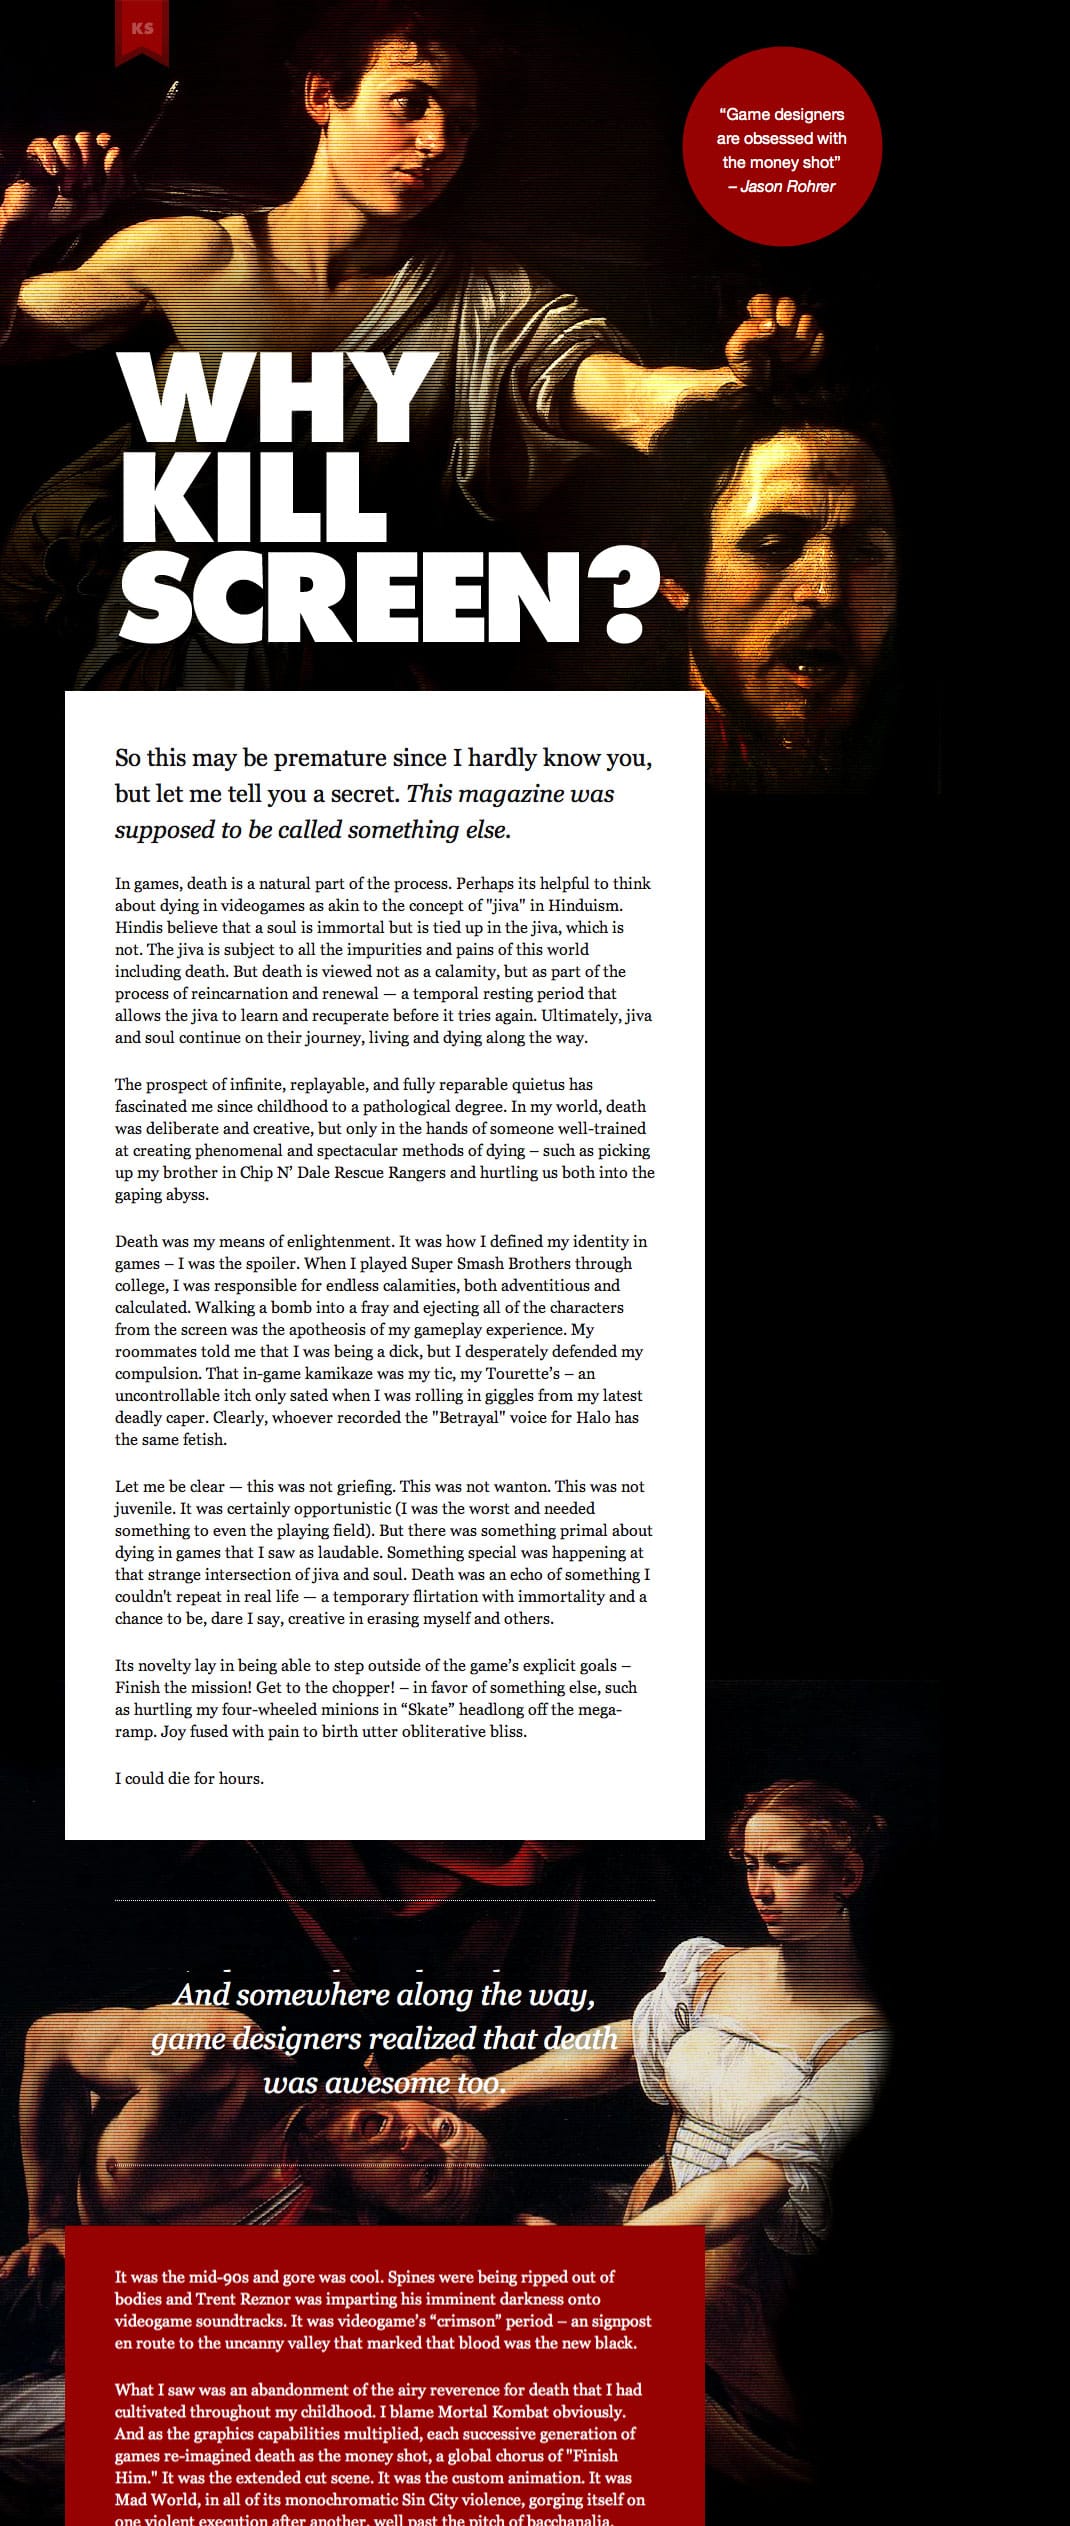 KS
“Game designers
are obsessed with
the money shot”
– Jason Rohrer
WHY
KILL
SCREEN?
So this may be premature since I hardly know you,
but let me tell you a secret. This magazine was
supposed to be called something else.
In games, death is a natural part of the process. Perhaps its helpful to think
about dying in videogames as akin to the concept of "jiva" in Hinduism.
Hindis believe that a soul is immortal but is tied up in the jiva, which is
not. The jiva is subject to all the impurities and pains of this world
including death. But death is viewed not as a calamity, but as part of the
process of reincarnation and renewal — a temporal resting period that
allows the jiva to learn and recuperate before it tries again. Ultimately, jiva
and soul continue on their journey, living and dying along the way.
The prospect of infinite, replayable, and fully reparable quietus has
fascinated me since childhood to a pathological degree. In my world, death
was deliberate and creative, but only in the hands of someone well-trained
at creating phenomenal and spectacular methods of dying – such as picking
up my brother in Chip N’ Dale Rescue Rangers and hurtling us both into the
gaping abyss.
Death was my means of enlightenment. It was how I defined my identity in
games – I was the spoiler. When I played Super Smash Brothers through
college, I was responsible for endless calamities, both adventitious and
calculated. Walking a bomb into a fray and ejecting all of the characters
from the screen was the apotheosis of my gameplay experience. My
roommates told me that I was being a dick, but I desperately defended my
compulsion. That in-game kamikaze was my tic, my Tourette’s – an
uncontrollable itch only sated when I was rolling in giggles from my latest
deadly caper. Clearly, whoever recorded the "Betrayal" voice for Halo has
the same fetish.
Let me be clear — this was not griefing. This was not wanton. This was not
juvenile. It was certainly opportunistic (I was the worst and needed
something to even the playing field). But there was something primal about
dying in games that I saw as laudable. Something special was happening at
that strange intersection of jiva and soul. Death was an echo of something I
couldn't repeat in real life — a temporary flirtation with immortality and a
chance to be, dare I say, creative in erasing myself and others.
Its novelty lay in being able to step outside of the game’s explicit goals –
Finish the mission! Get to the chopper! – in favor of something else, such
as hurtling my four-wheeled minions in “Skate” headlong off the mega-
ramp. Joy fused with pain to birth utter obliterative bliss.
I could die for hours.
And somewhere along the way,
game designers realized that death
was awesome too.
It was the mid-90s and gore was cool. Spines were being ripped out of
bodies and Trent Reznor was imparting his imminent darkness onto
videogame soundtracks. It was videogame’s “crimson” period – an signpost
en route to the uncanny valley that marked that blood was the new black.
What I saw was an abandonment of the airy reverence for death that I had
cultivated throughout my childhood. I blame Mortal Kombat obviously.
And as the graphics capabilities multiplied, each successive generation of
games re-imagined death as the money shot, a global chorus of "Finish
Him." It was the extended cut scene. It was the custom animation. It was
Mad World, in all of its monochromatic Sin City violence, gorging itself on
one violent execution after another, well past the pitch of bacchanalia.